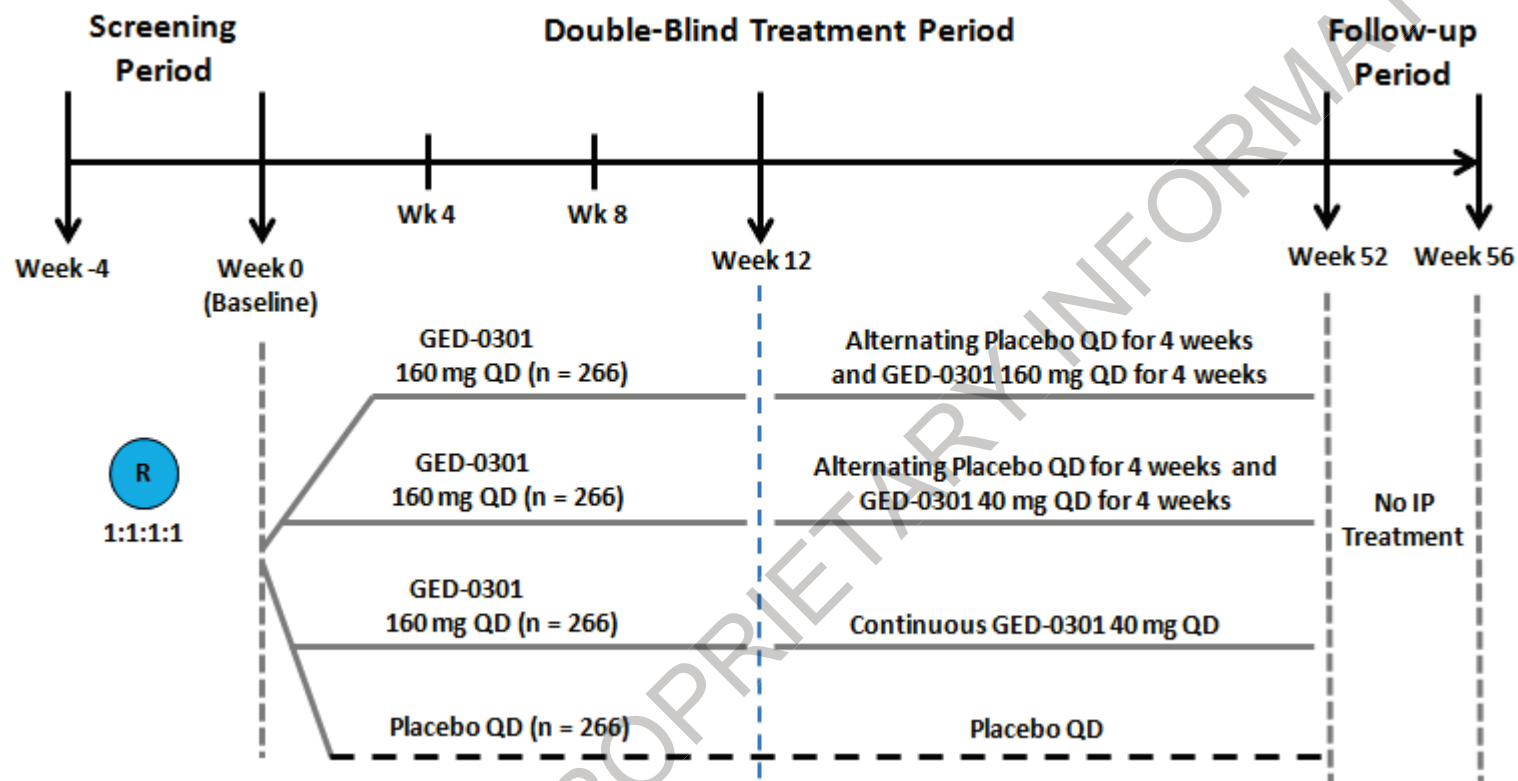 Screening
Period
Double-Blind Treatment Period
Follow-up
Period
Wk 4
Wk 8
Week -4
Week 0
(Baseline)
Week 12
Week 52
Week 56
GED-0301
160 mg QD (n = 266)
Alternating Placebo QD for 4 weeks
and GED-0301 160 mg QD for 4 weeks
GED-0301
160 mg QD (n = 266)
Alternating Placebo QD for 4 weeks and
GED-0301 40 mg QD for 4 weeks
R
1:1:1:1
No IP
Treatment
GED-0301
160 mg QD (n = 266)
Continuous GED-0301 40 mg QD
Placebo QD (n = 266)
Placebo QD
OPRIETARY INFORMA